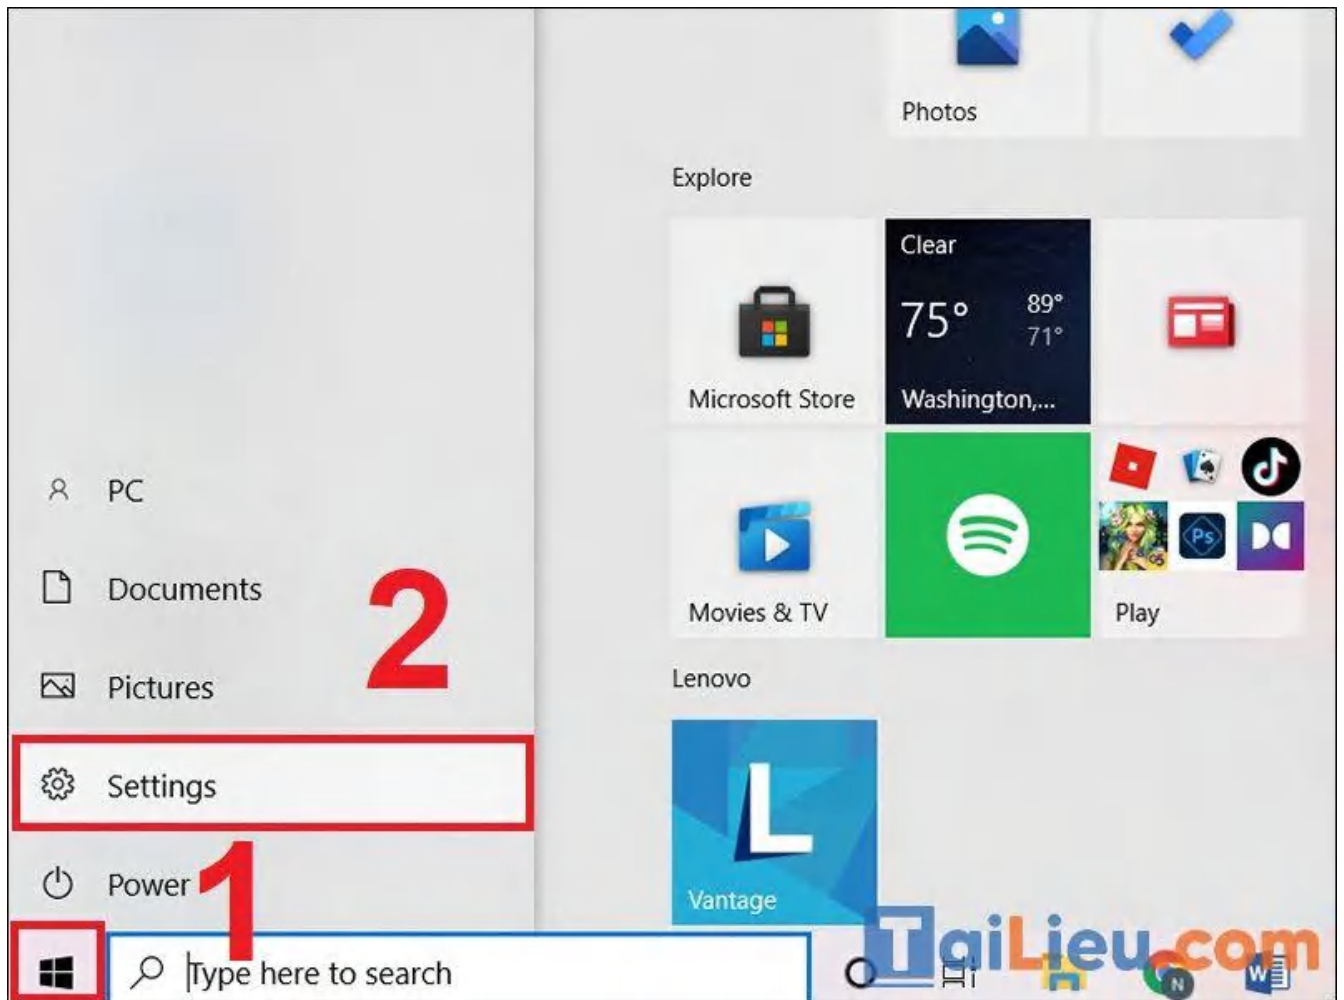 Photos
Explore
Clear
75°
89°
71°
Microsoft Store
Washington,...
PC
Documents
2
Movies & TV
Ps
Play
Pictures
Lenovo
Settings
L
1
Power
Vantage
Type here to search
TaiLieu.com
N
W